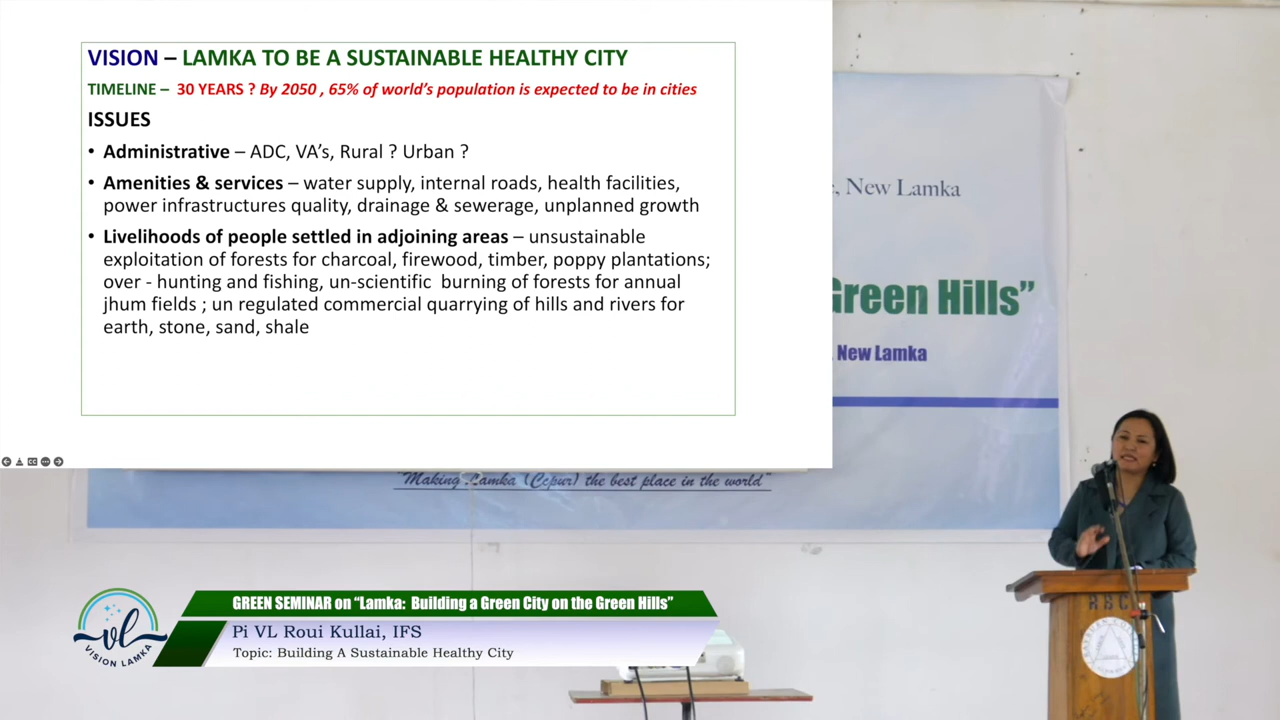 VISION – LAMKA TO BE A SUSTAINABLE HEALTHY CITY
TIMELINE – 30 YEARS ? By 2050 , 65% of world's population is expected to be in cities
ISSUES
• Administrative – ADC, VA's, Rural ? Urban ?
• Amenities & services – water supply, internal roads, health facilities,
power infrastructures quality, drainage & sewerage, unplanned growth
• Livelihoods of people settled in adjoining areas – unsustainable
exploitation of forests for charcoal, firewood, timber, poppy plantations;
over - hunting and fishing, un-scientific burning of forests for annual
jhum fields ; un regulated commercial quarrying of hills and rivers for
earth, stone, sand, shale
, New Lamka
Green Hills”
New Lamka
"Making Lamka (Ccpur) the best place in the world"
GREEN SEMINAR on “Lamka: Building a Green City on the Green Hills”
Pi VL Roui Kullai, IFS
Topic: Building A Sustainable Healthy City
vl
VISION LAMKA
RBC